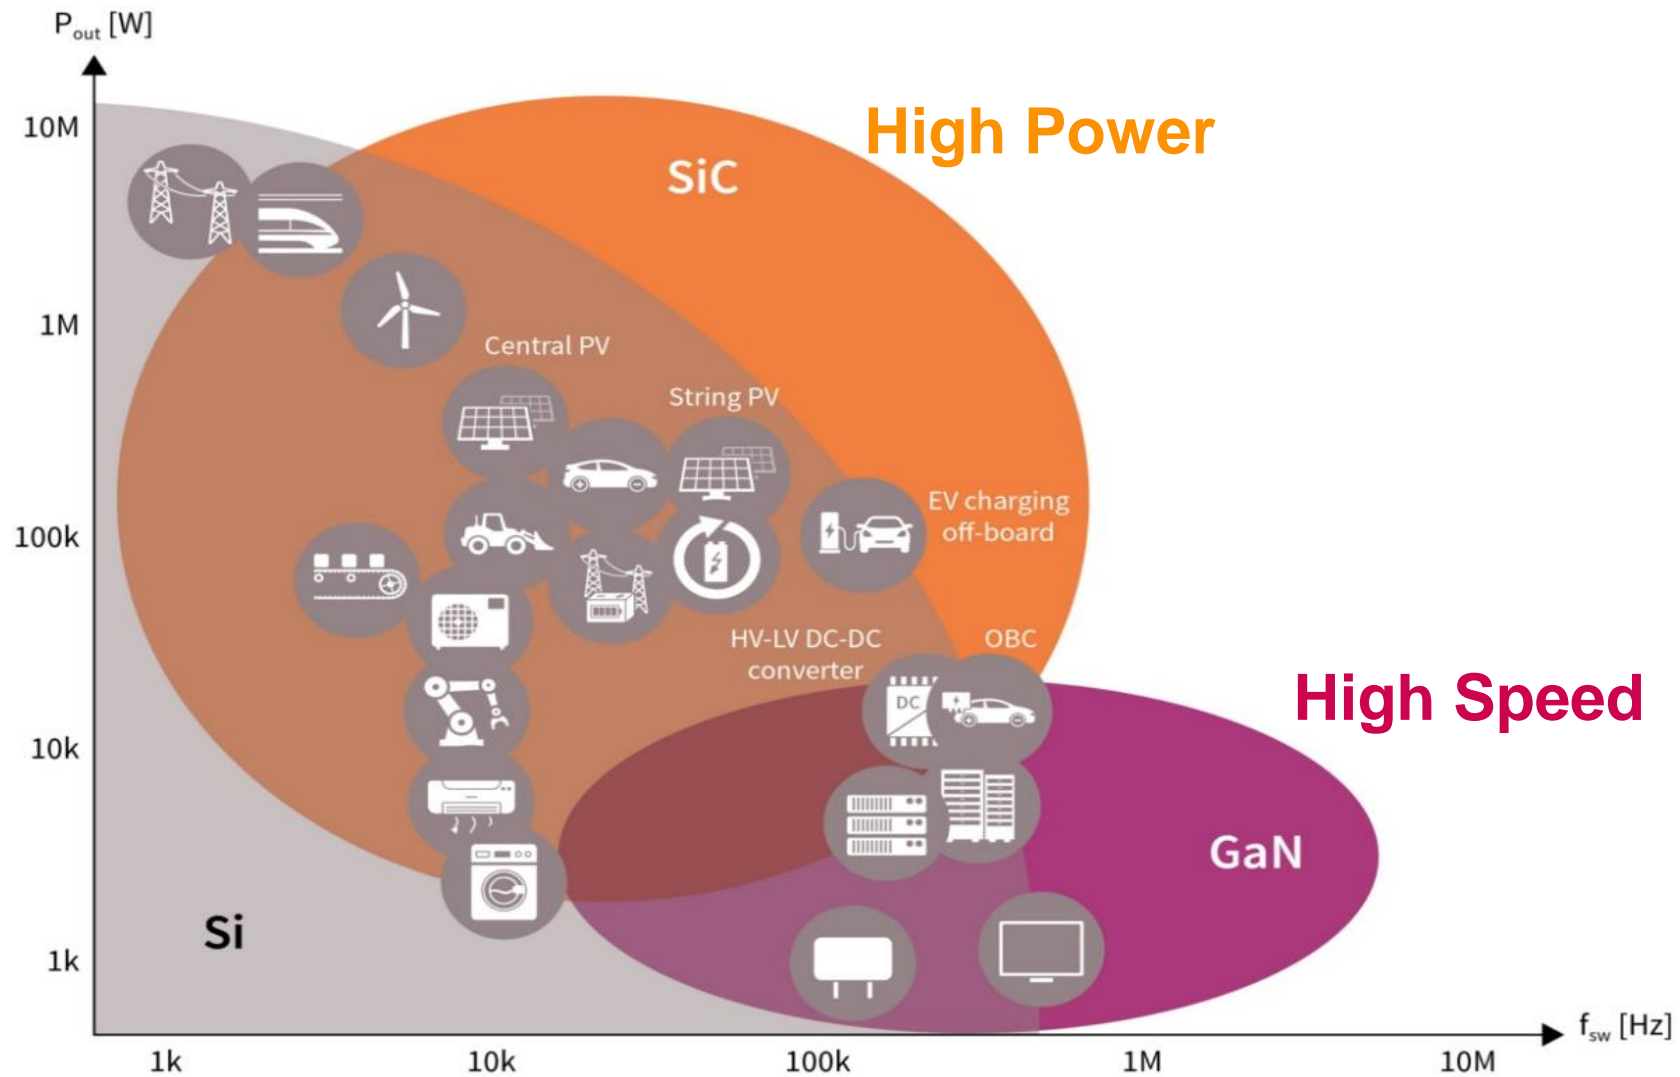 Pout [W]
10M
High Power
SiC
1M
Central PV
String PV
EV charging
off-board
100k
HV-LV DC-DC
converter
OBC
DC
High Speed
10k
GaN
Si
1k
fsw [Hz]
1k
10k
100k
1M
10M